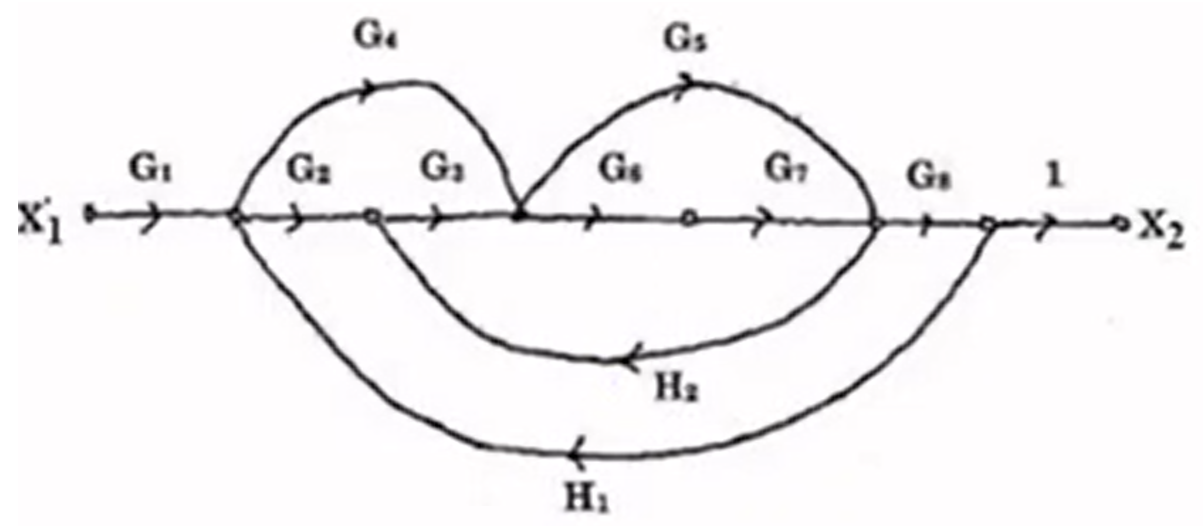 G₄ G₅
G₁ G₂ G₃ G₆ G₇ G₈ 1
X₁ X₂
H₂
H₁